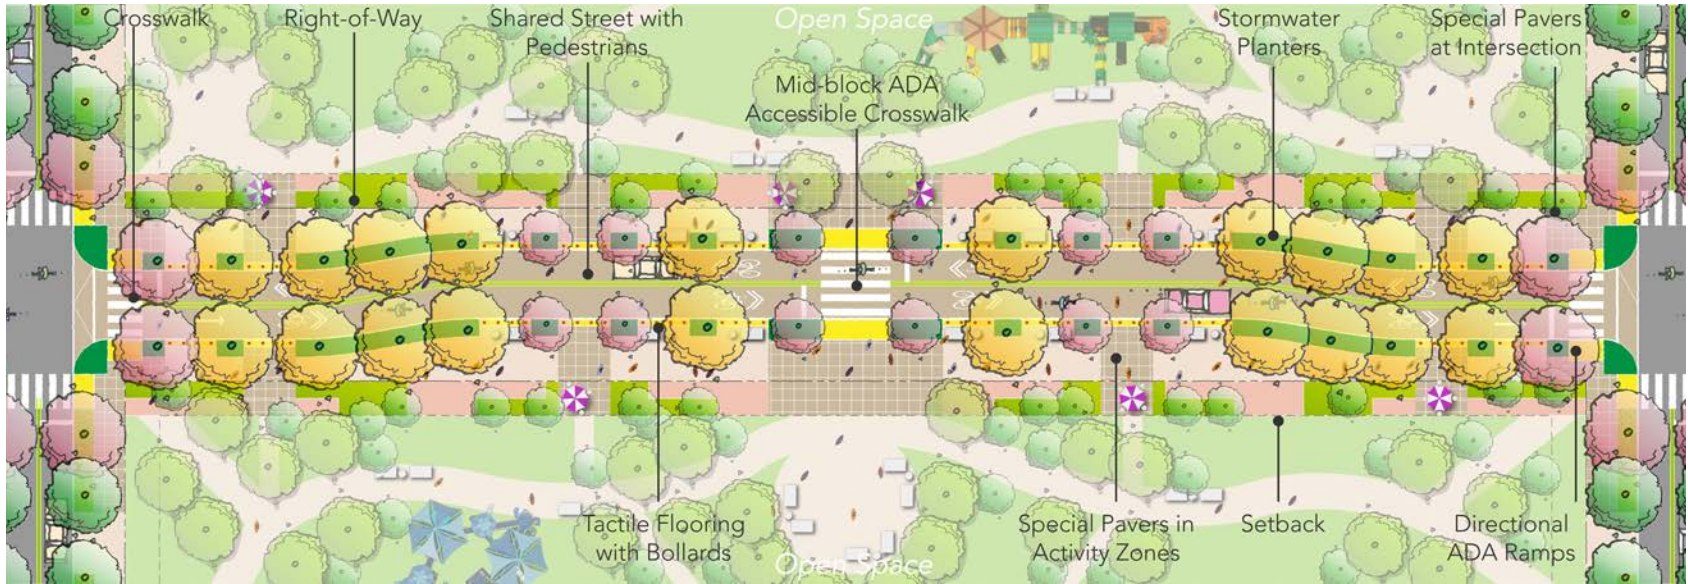 Crosswalk
Right-of-Way
Shared Street with
Pedestrians
Open Space
Mid-block ADA
Accessible Crosswalk
Stormwater
Planters
Special Pavers
at Intersection
Tactile Flooring
with Bollards
Open Space
Special Pavers in
Activity Zones
Setback
Directional
ADA Ramps